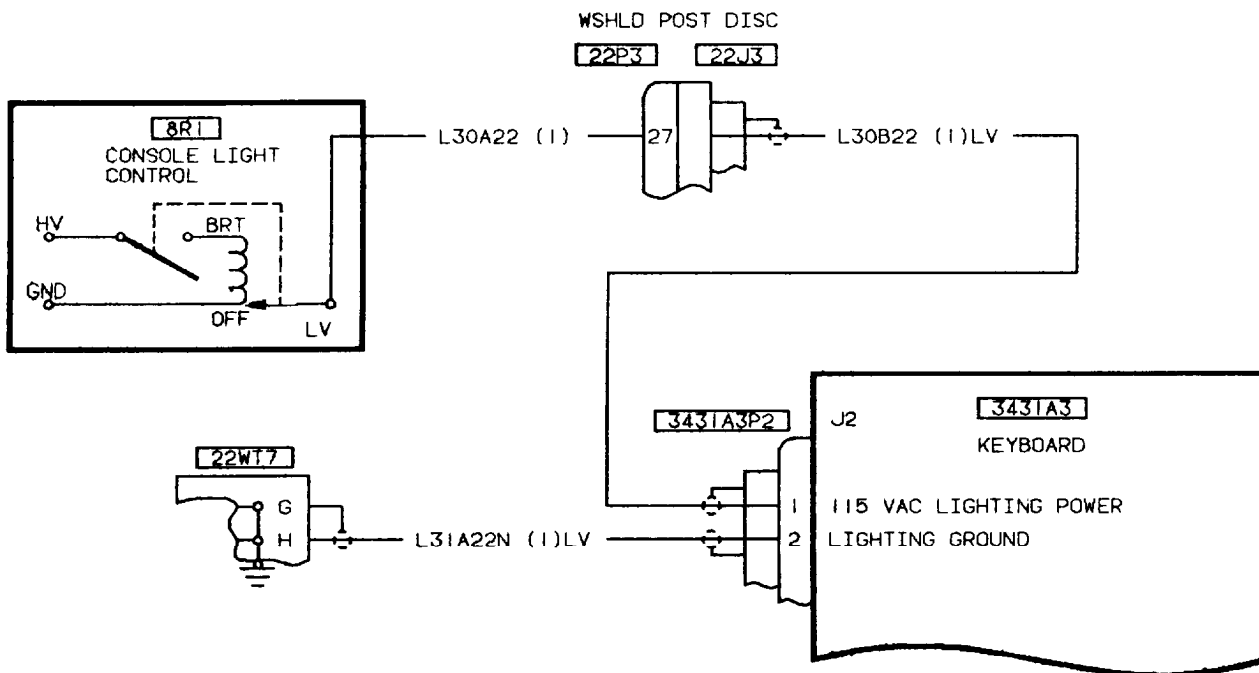 WSHLD POST DISC
22P3 22J3
8R1
CONSOLE LIGHT
CONTROL
HV
BRT
GND
OFF
LV
L30A22 (1)
27
L30B22 (1)LV
3431A3P2
J2
3431A3
KEYBOARD
22WT7
G
H
L31A22N (1)LV
1 115 VAC LIGHTING POWER
2 LIGHTING GROUND